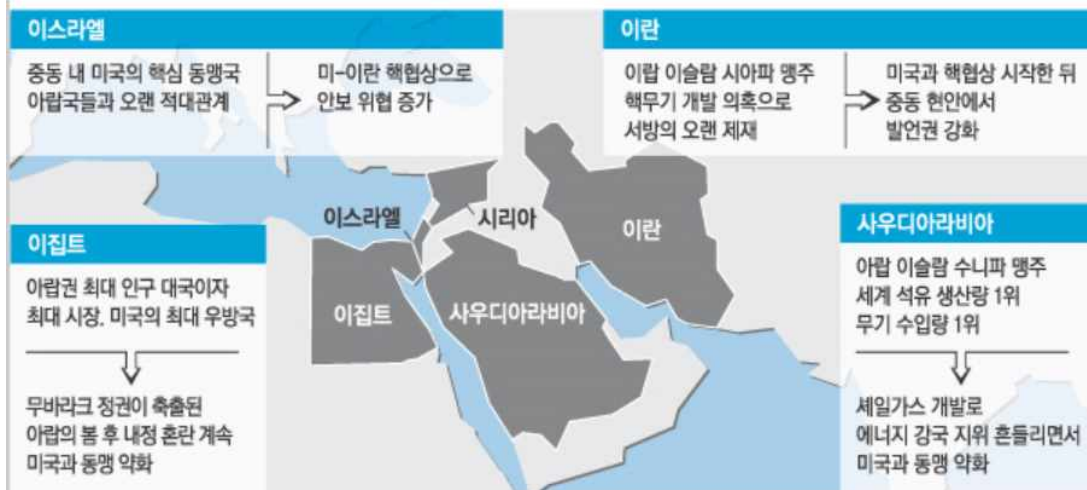 이스라엘
중동 내 미국의 핵심 동맹국
아랍국들과 오랜 적대관계
미-이란 핵협상으로
안보 위협 증가
이란
이랍 이슬람 시아파 맹주
핵무기 개발 의혹으로
서방의 오랜 제재
미국과 핵협상 시작한 뒤
중동 현안에서
발언권 강화
이스라엘
시리아
이란
이집트
사우디아라비아
이집트
아랍권 최대 인구 대국이자
최대 시장, 미국의 최대 우방국
무바라크 정권이 축출된
아랍의 봄 후 내정 혼란 계속
미국과 동맹 약화
사우디아라비아
아랍 이슬람 수니파 맹주
세계 석유 생산량 1위
무기 수입량 1위
셰일가스 개발로
에너지 강국 지위 흔들리면서
미국과 동맹 약화